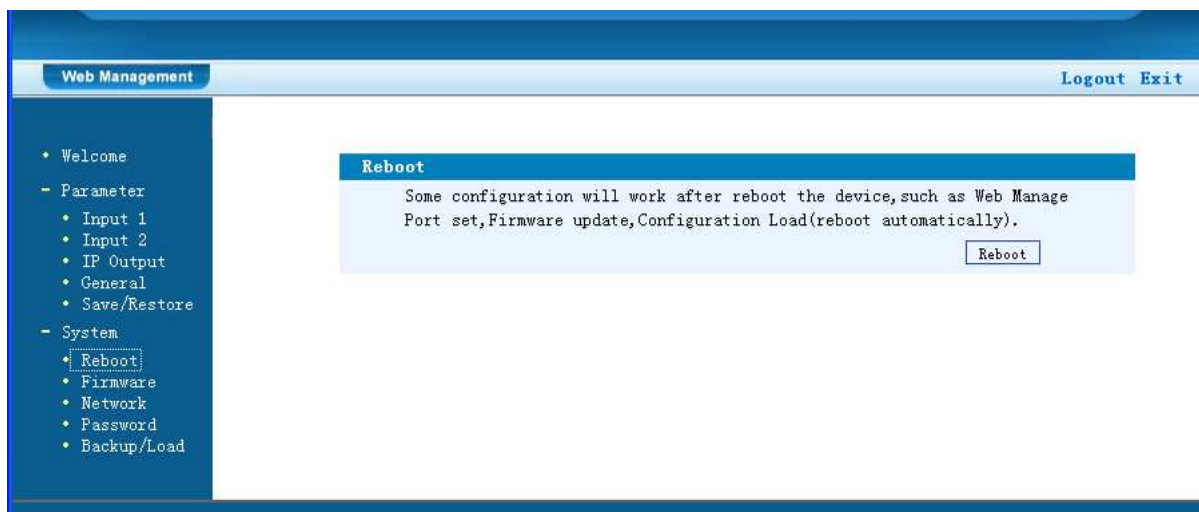 Web Management
Logout Exit
Welcome
Parameter
Input 1
Input 2
IP Output
General
Save/Restore
System
Reboot
Firmware
Network
Password
Backup/Load
Reboot
Some configuration will work after reboot the device,such as Web Manage
Port set,Firmware update,Configuration Load(reboot automatically).
Reboot